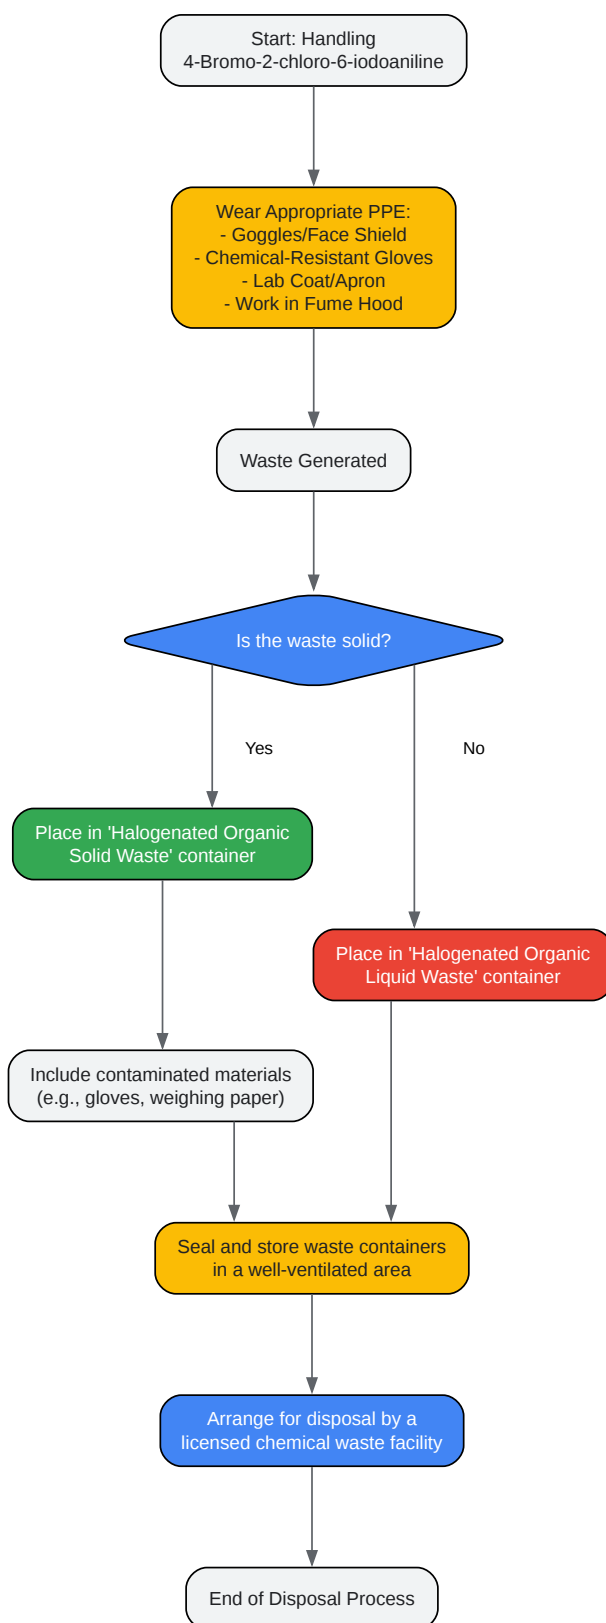 Start: Handling
4-Bromo-2-chloro-6-iodoaniline
Wear Appropriate PPE:
- Goggles/Face Shield
- Chemical-Resistant Gloves
- Lab Coat/Apron
- Work in Fume Hood
Waste Generated
Is the waste solid?
Yes
No
Place in 'Halogenated Organic
Solid Waste' container
Place in 'Halogenated Organic
Liquid Waste' container
Include contaminated materials
(e.g., gloves, weighing paper)
Seal and store waste containers
in a well-ventilated area
Arrange for disposal by a
licensed chemical waste facility
End of Disposal Process